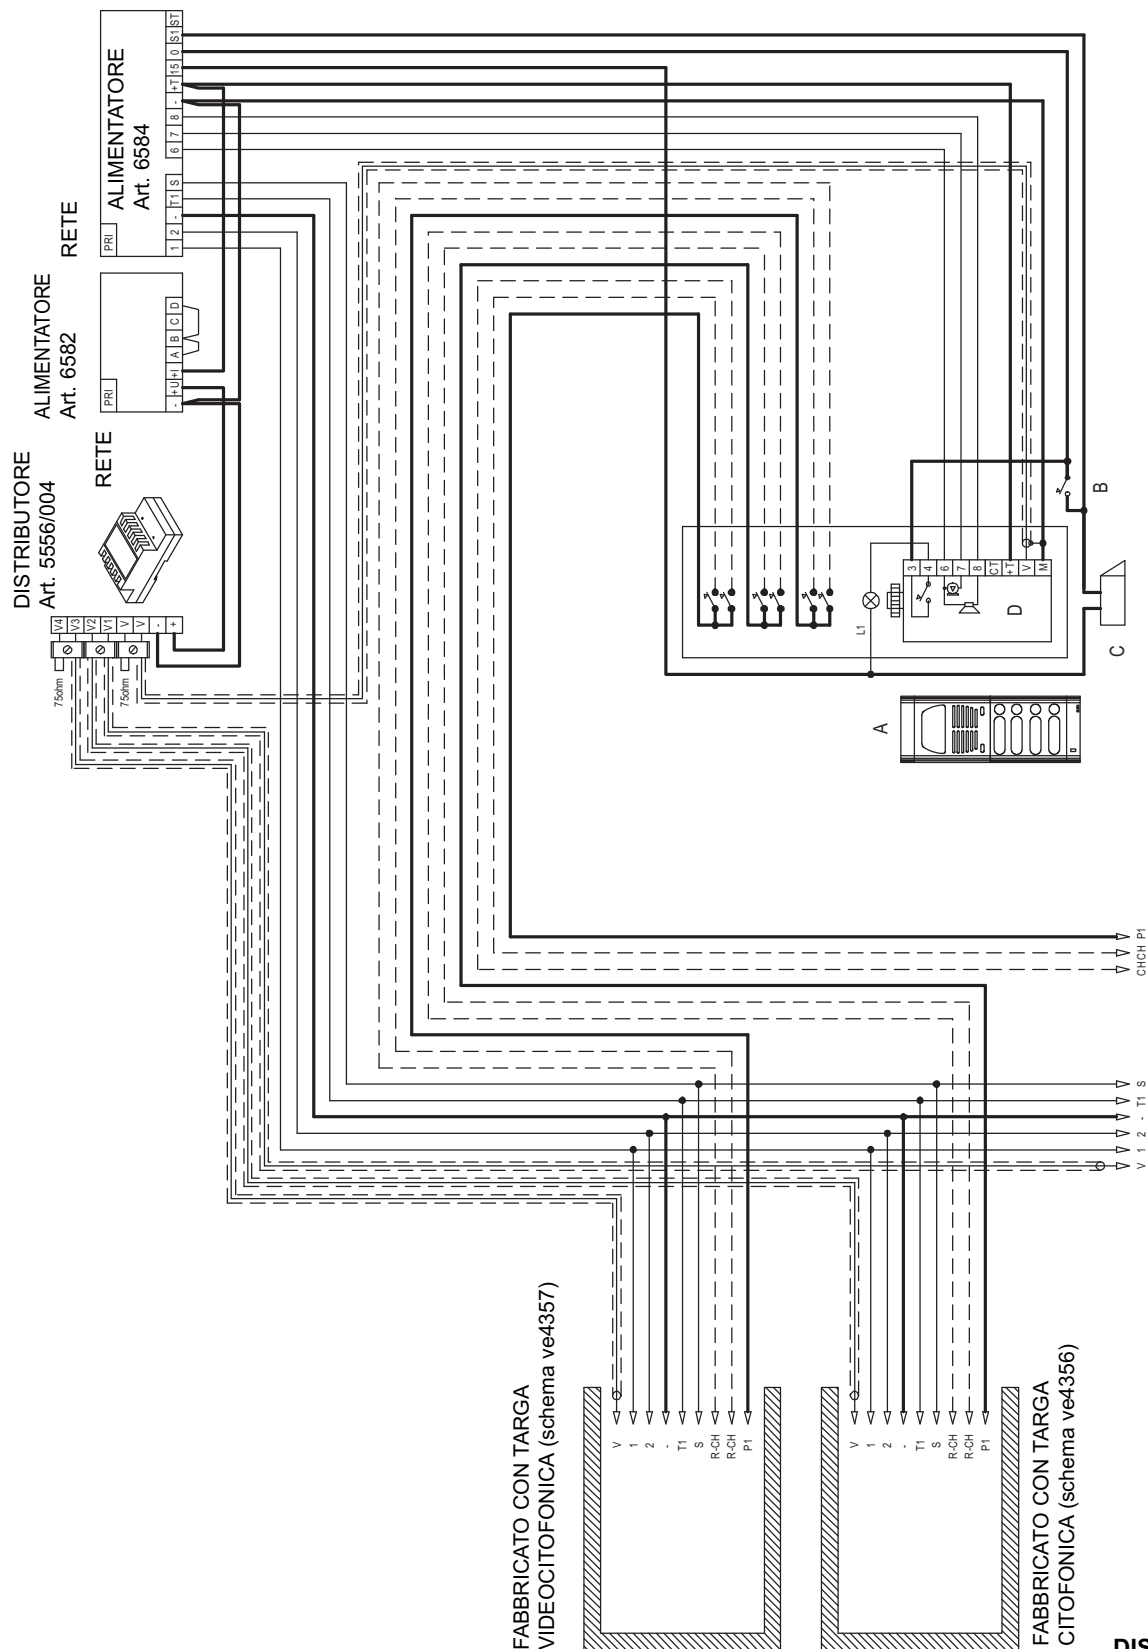 DISTRIBUTORE
Art. 5556/004
ALIMENTATORE
Art. 6582
RETE
RETE
PRI
- +U +I A B C D
PRI
ALIMENTATORE
Art. 6584
1 2 - T1 S 6 7 8 - +T 15 0 S1 ST
V4
V3
V2
V1
V
V
-
+
75ohm
75ohm
L1
3
4
6
7
8
CT
+T
V
M
A
B
C
D
FABBRICATO CON TARGA
VIDEOCITOFONICA (schema ve4357)
V
1
2
-
T1
S
R-CH
R-CH
P1
FABBRICATO CON TARGA
CITOFONICA (schema ve4356)
V
1
2
-
T1
S
R-CH
R-CH
P1
V 1 2 - T1 S
CH CH P1
DIS